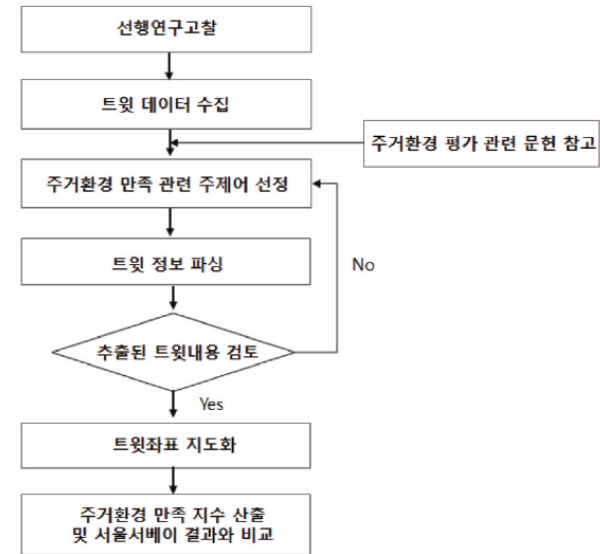 선행연구고찰
트윗 데이터 수집
주거환경 평가 관련 문헌 참고
주거환경 만족 관련 주제어 선정
트윗 정보 파싱
No
추출된 트윗내용 검토
Yes
트윗좌표 지도화
주거환경 만족 지수 산출
및 서울서베이 결과와 비교